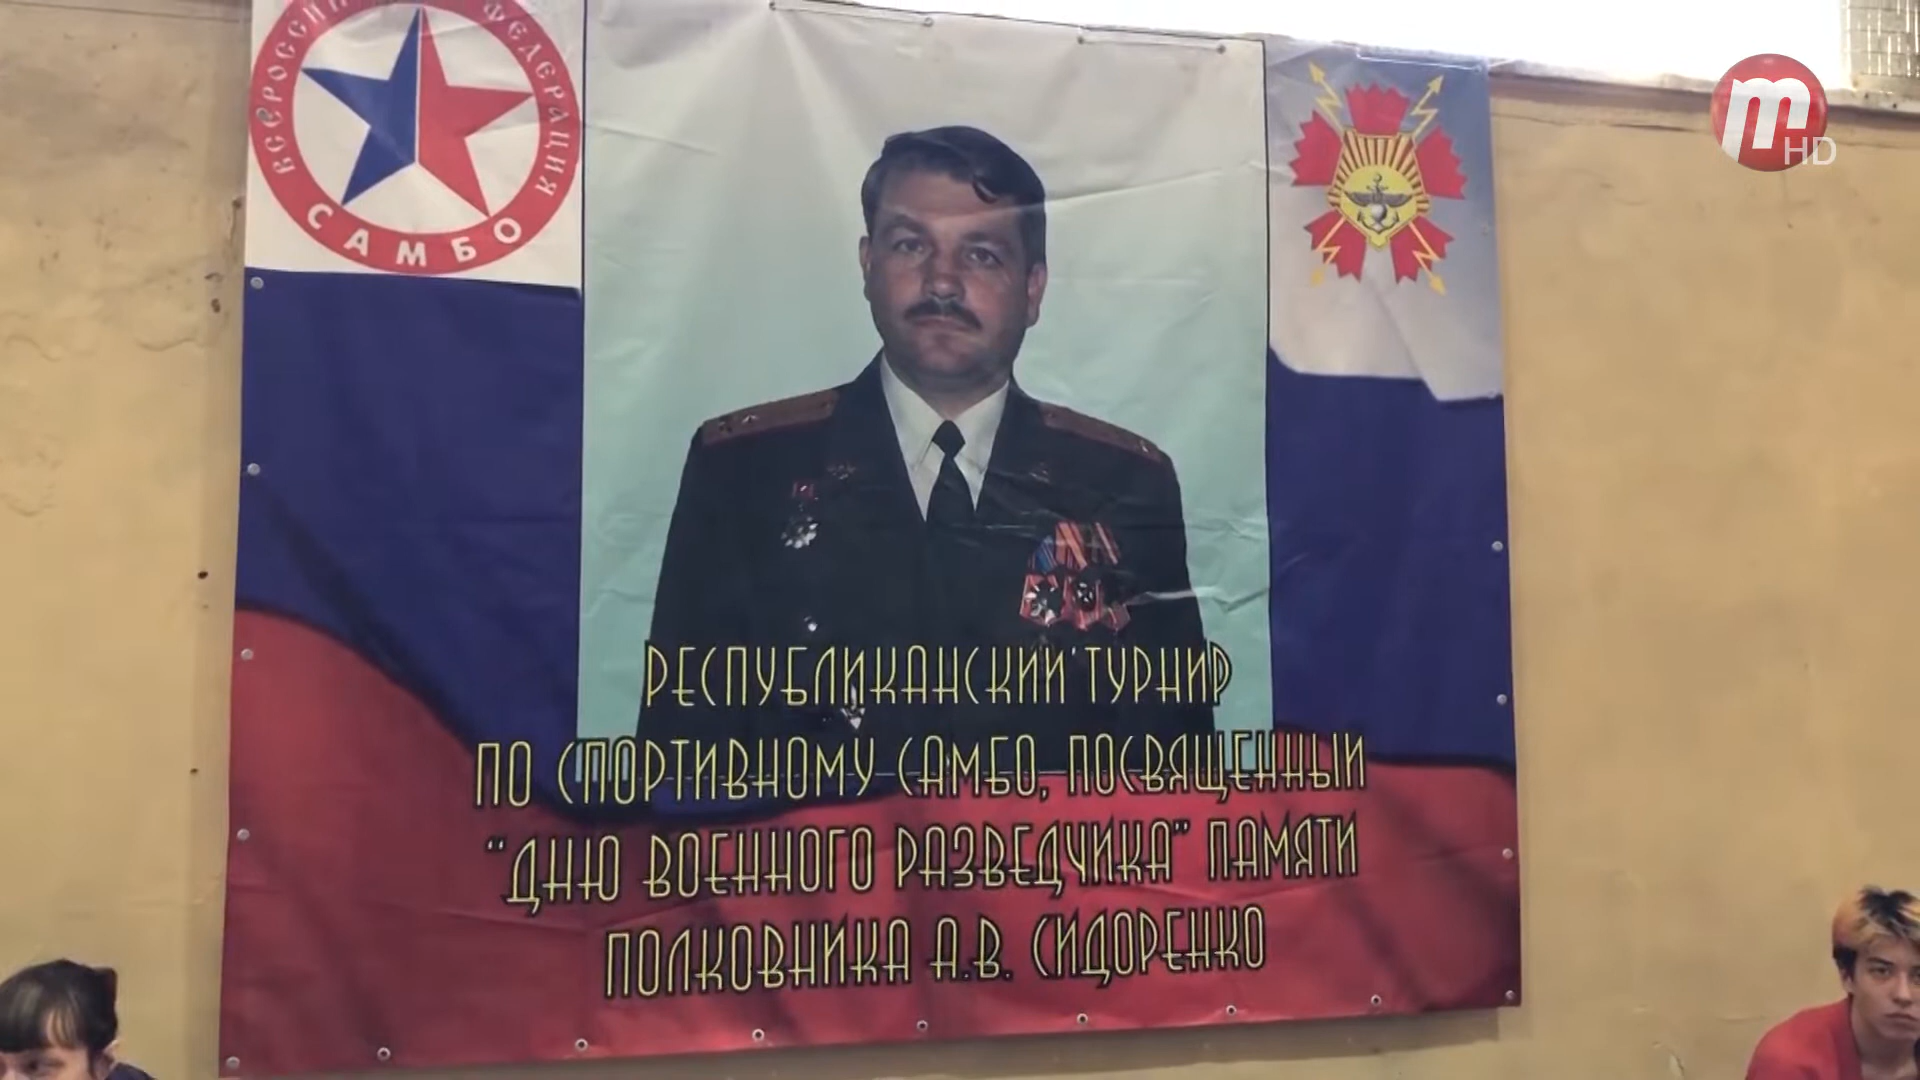 ВСЕРОССИЙСКАЯ ФЕДЕРАЦИЯ
САМБО
m HD
РЕСПУБЛИКАНСКИЙ ТУРНИР
ПО СПОРТИВНОМУ САМБО, ПОСВЯЩЕННЫЙ
"ДНЮ ВОЕННОГО РАЗВЕДЧИКА" ПАМЯТИ
ПОЛКОВНИКА А.В. СИДОРЕНКО